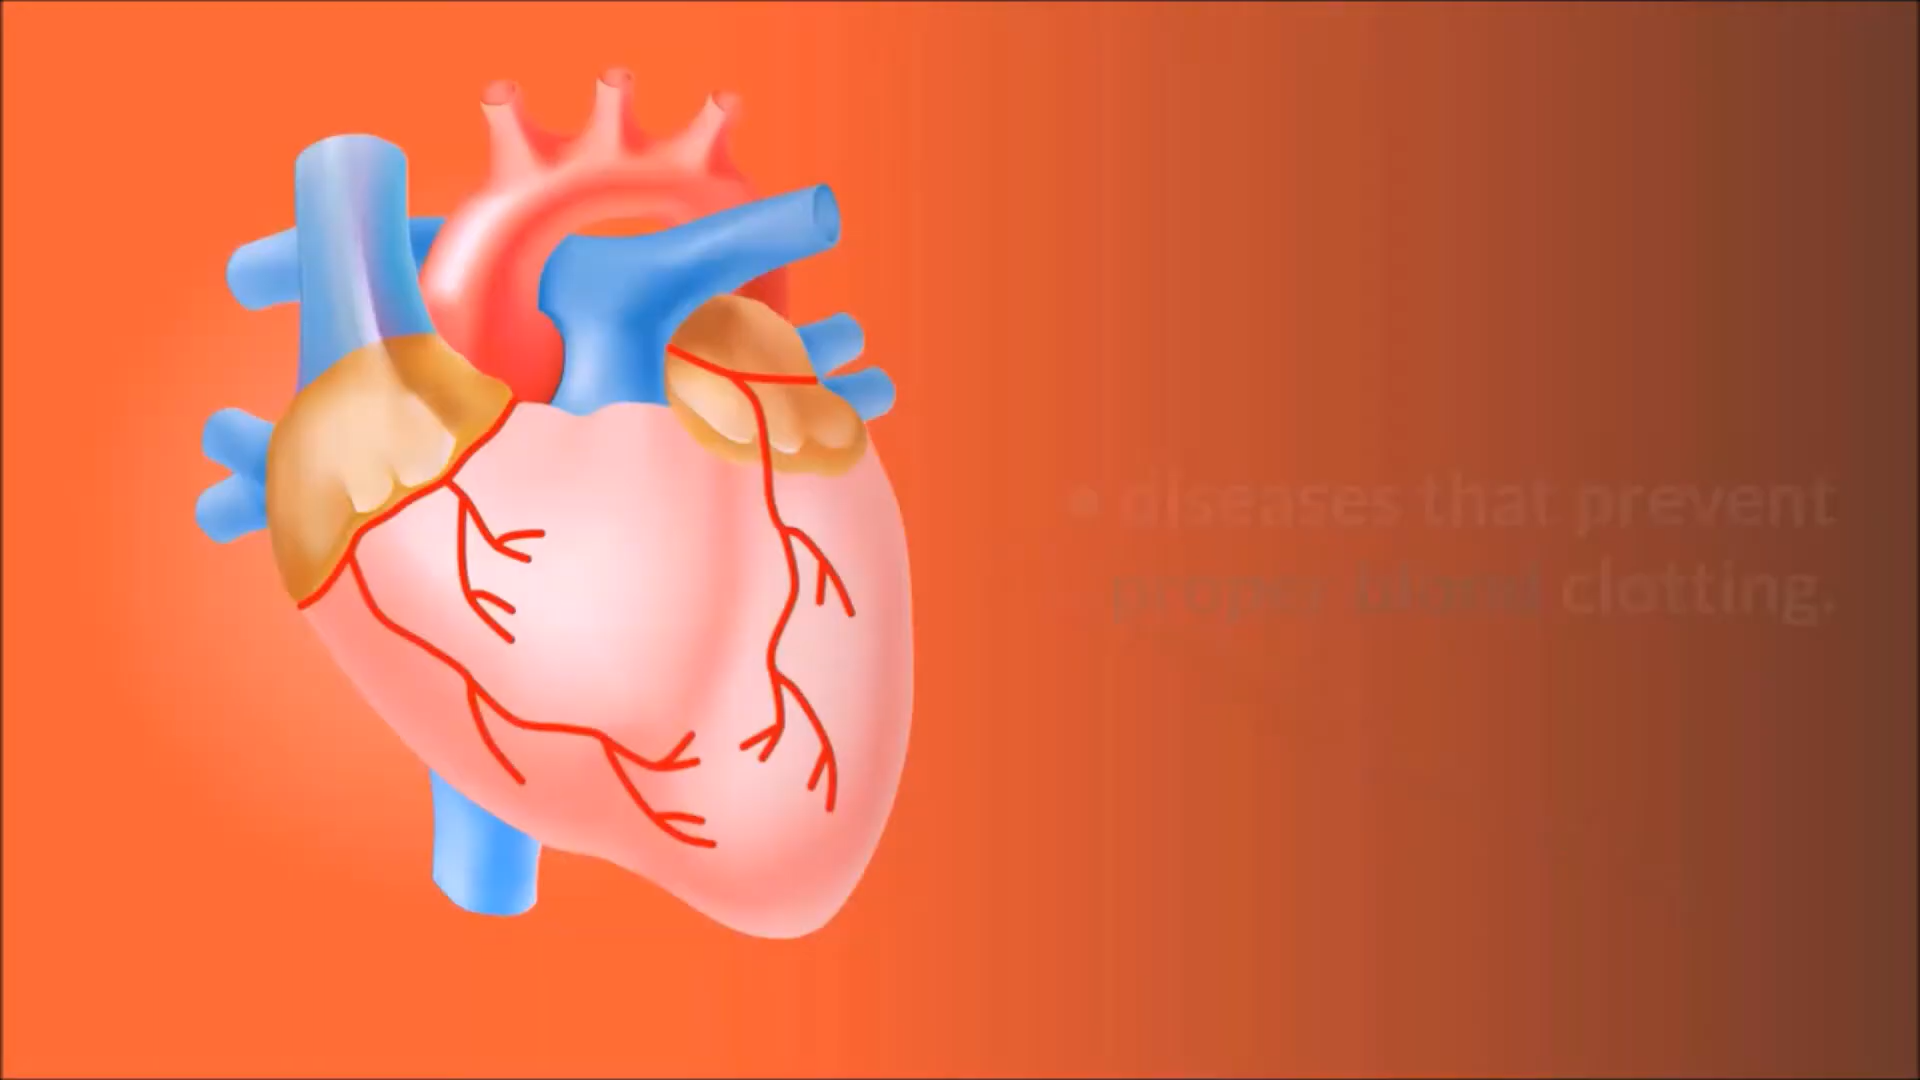 • diseases that prevent
proper blood clotting.